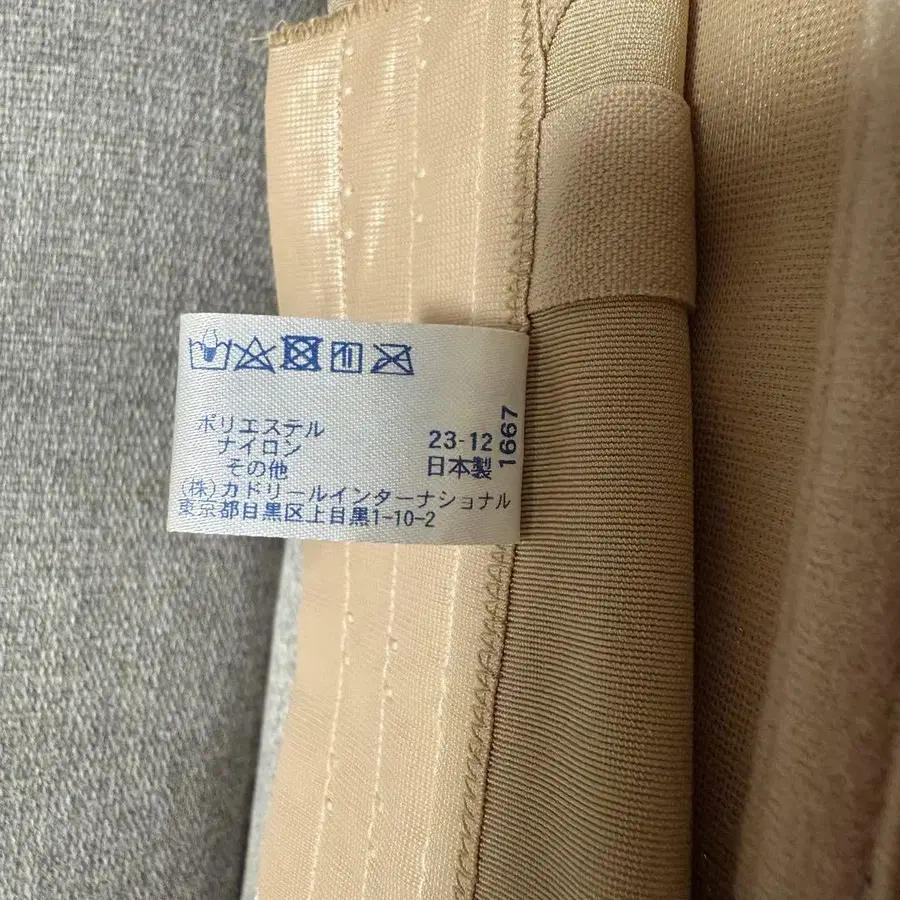 ポリエステル
ナイロン
その他
23-12
日本製
1667
(株)カドリールインターナショナル
東京都目黒区上目黒1-10-2